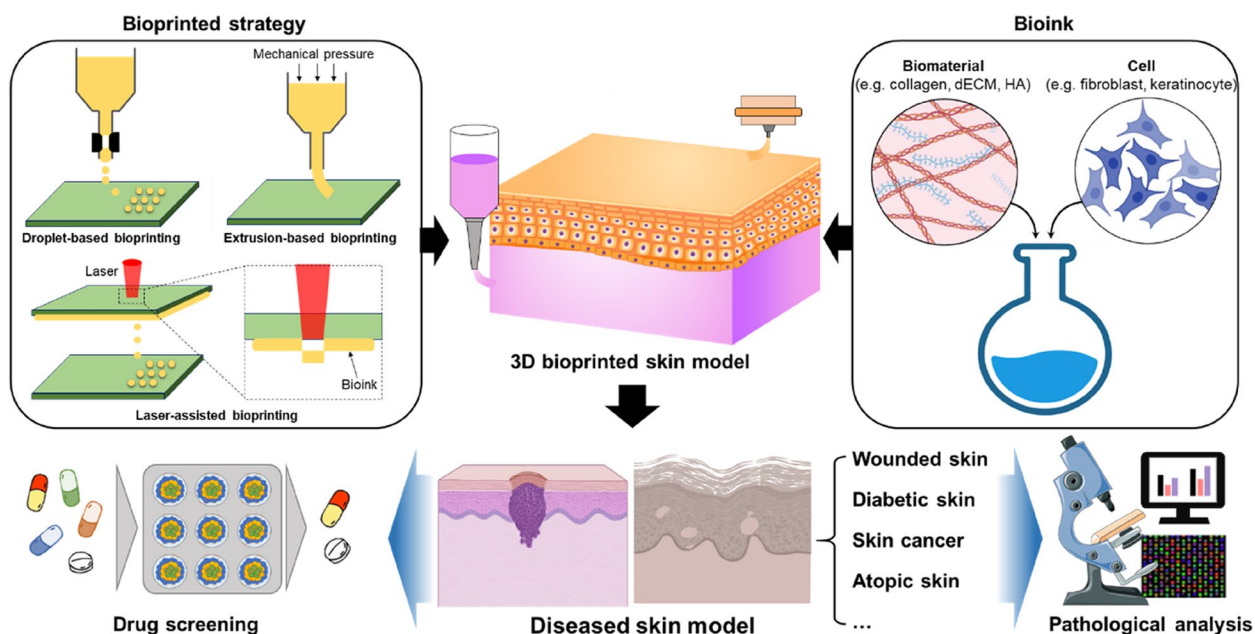 Bioprinted strategy
Mechanical pressure
Droplet-based bioprinting
Extrusion-based bioprinting
Laser
Bioink
Laser-assisted bioprinting
3D bioprinted skin model
Bioink
Biomaterial
(e.g. collagen, dECM, HA)
Cell
(e.g. fibroblast, keratinocyte)
Drug screening
Diseased skin model
Wounded skin
Diabetic skin
Skin cancer
Atopic skin
...
Pathological analysis